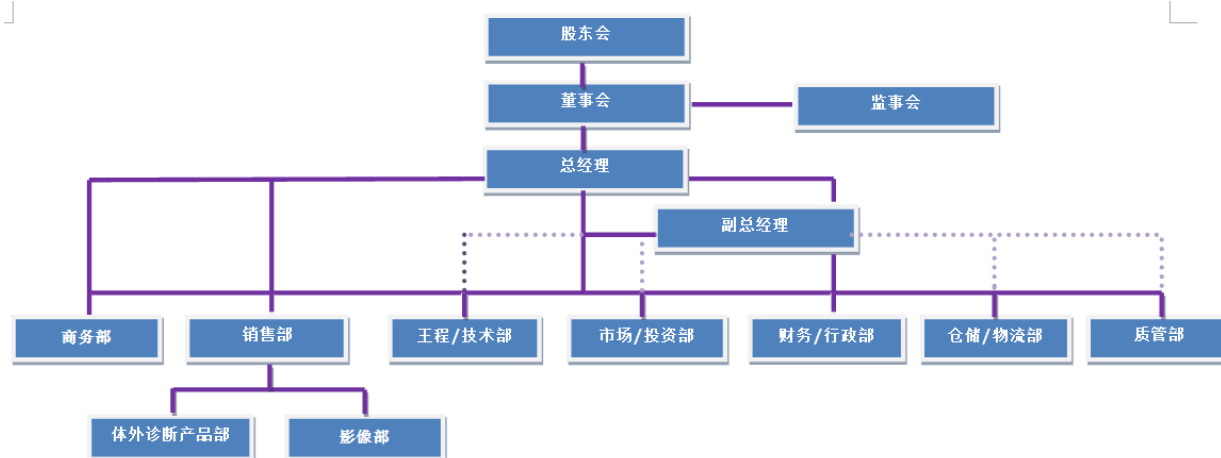 股东会
董事会
监事会
总经理
副总经理
商务部
销售部
王程/技术部
市场/投资部
财务/行政部
仓储/物流部
质管部
体外诊断产品部
影像部